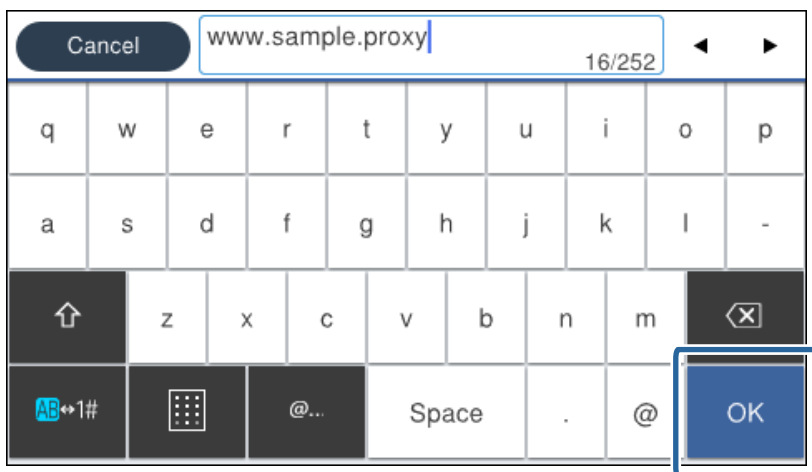 Cancel www.sample.proxy
16/252
q w e r t y u i o p
a s d f g h j k l -
z x c v b n m
AB↔1# @... Space . @ OK